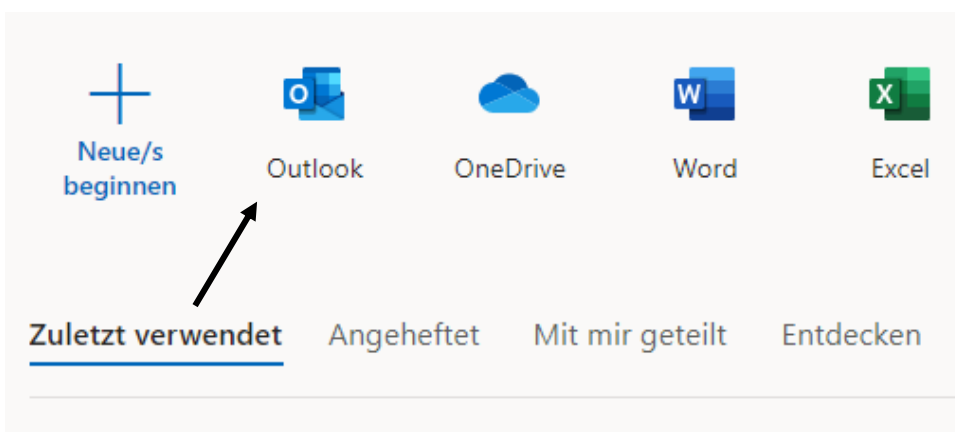 Neue/s
beginnen
Outlook
OneDrive
Word
Excel
Zuletzt verwendet
Angeheftet
Mit mir geteilt
Entdecken